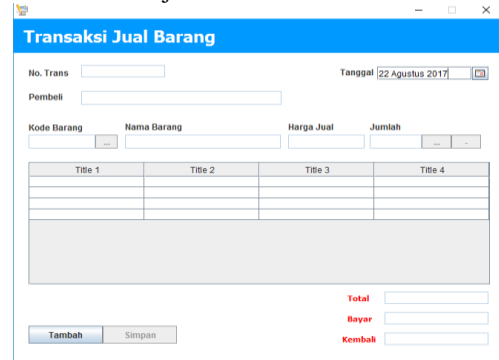 Transaksi Jual Barang
No. Trans
Tanggal 22 Agustus 2017
Pembeli
Kode Barang Nama Barang Harga Jual Jumlah
... ... -
Title 1 Title 2 Title 3 Title 4
Total
Bayar
Tambah Simpan
Kembali